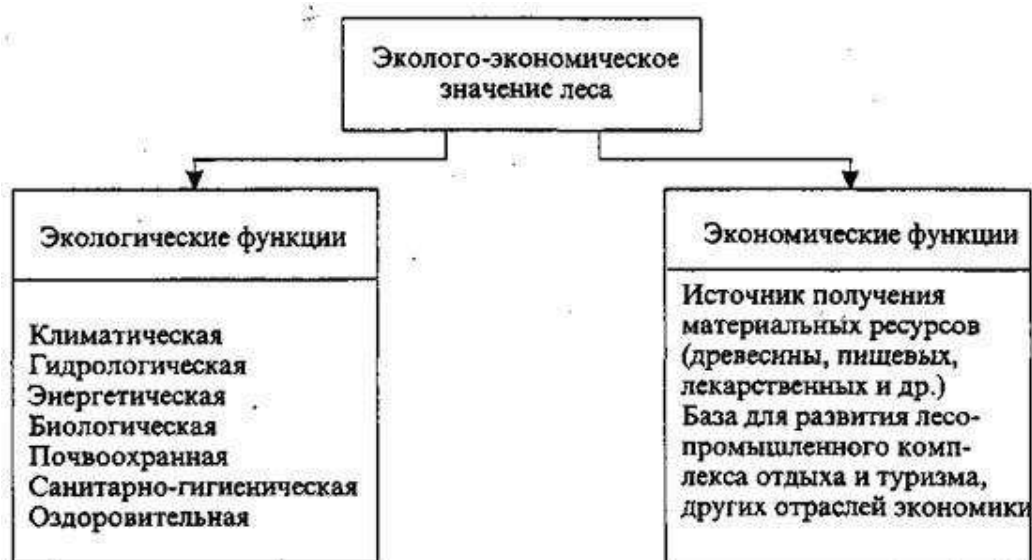 Эколого-экономическое
значение леса
Экологические функции
Климатическая
Гидрологическая
Энергетическая
Биологическая
Почвоохранная
Санитарно-гигиеническая
Оздоровительная
Экономические функции
Источник получения
материальных ресурсов
(древесины, пищевых,
лекарственных и др.)
База для развития лесо-
промышленного комп-
лекса отдыха и туризма,
других отраслей экономики